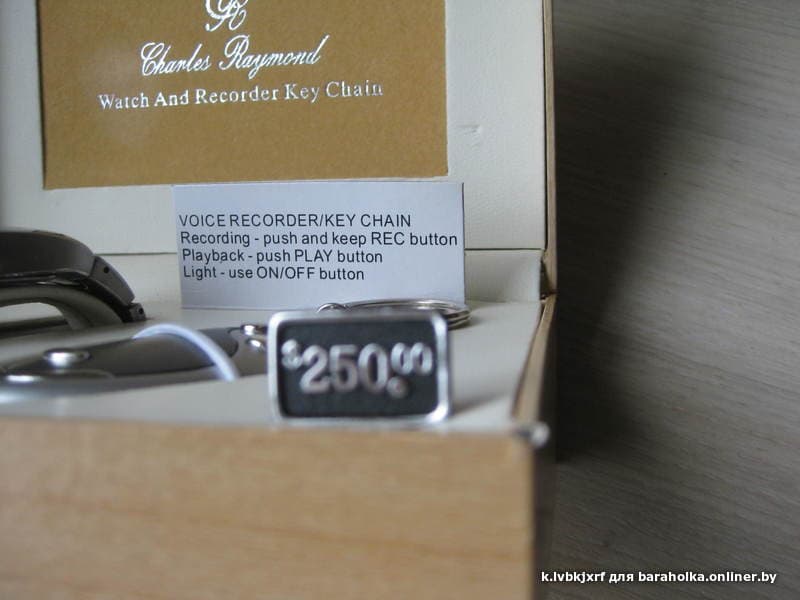 CR
Charles Raymond
Watch And Recorder Key Chain
VOICE RECORDER/KEY CHAIN
Recording - push and keep REC button
Playback - push PLAY button
Light - use ON/OFF button
$250.00
k.lvbkjxrf для baraholka.onliner.by